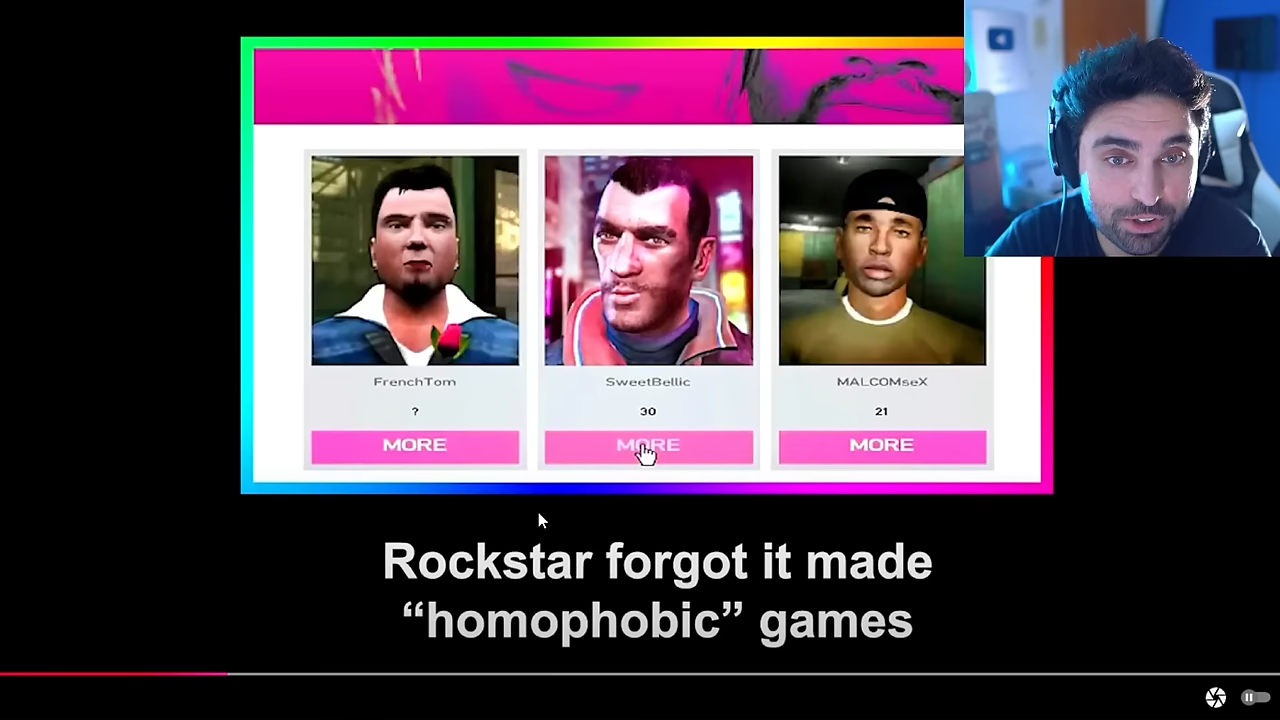 FrenchTom
SweetBellic
MALCOMseX
?
30
21
MORE
MORE
MORE
Rockstar forgot it made
“homophobic” games